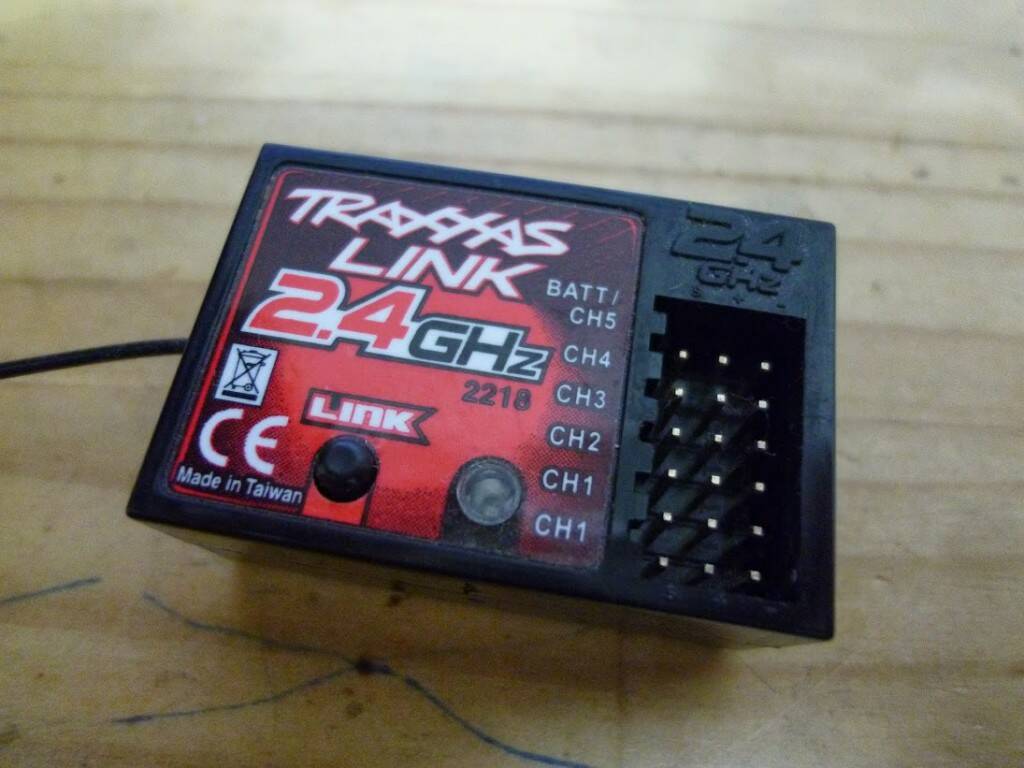 TRAXXAS
LINK
2.4GHz
2218
LINK
CE
Made in Taiwan
BATT/
CH5
CH4
CH3
CH2
CH1
CH1
2.4
GHz
S + -